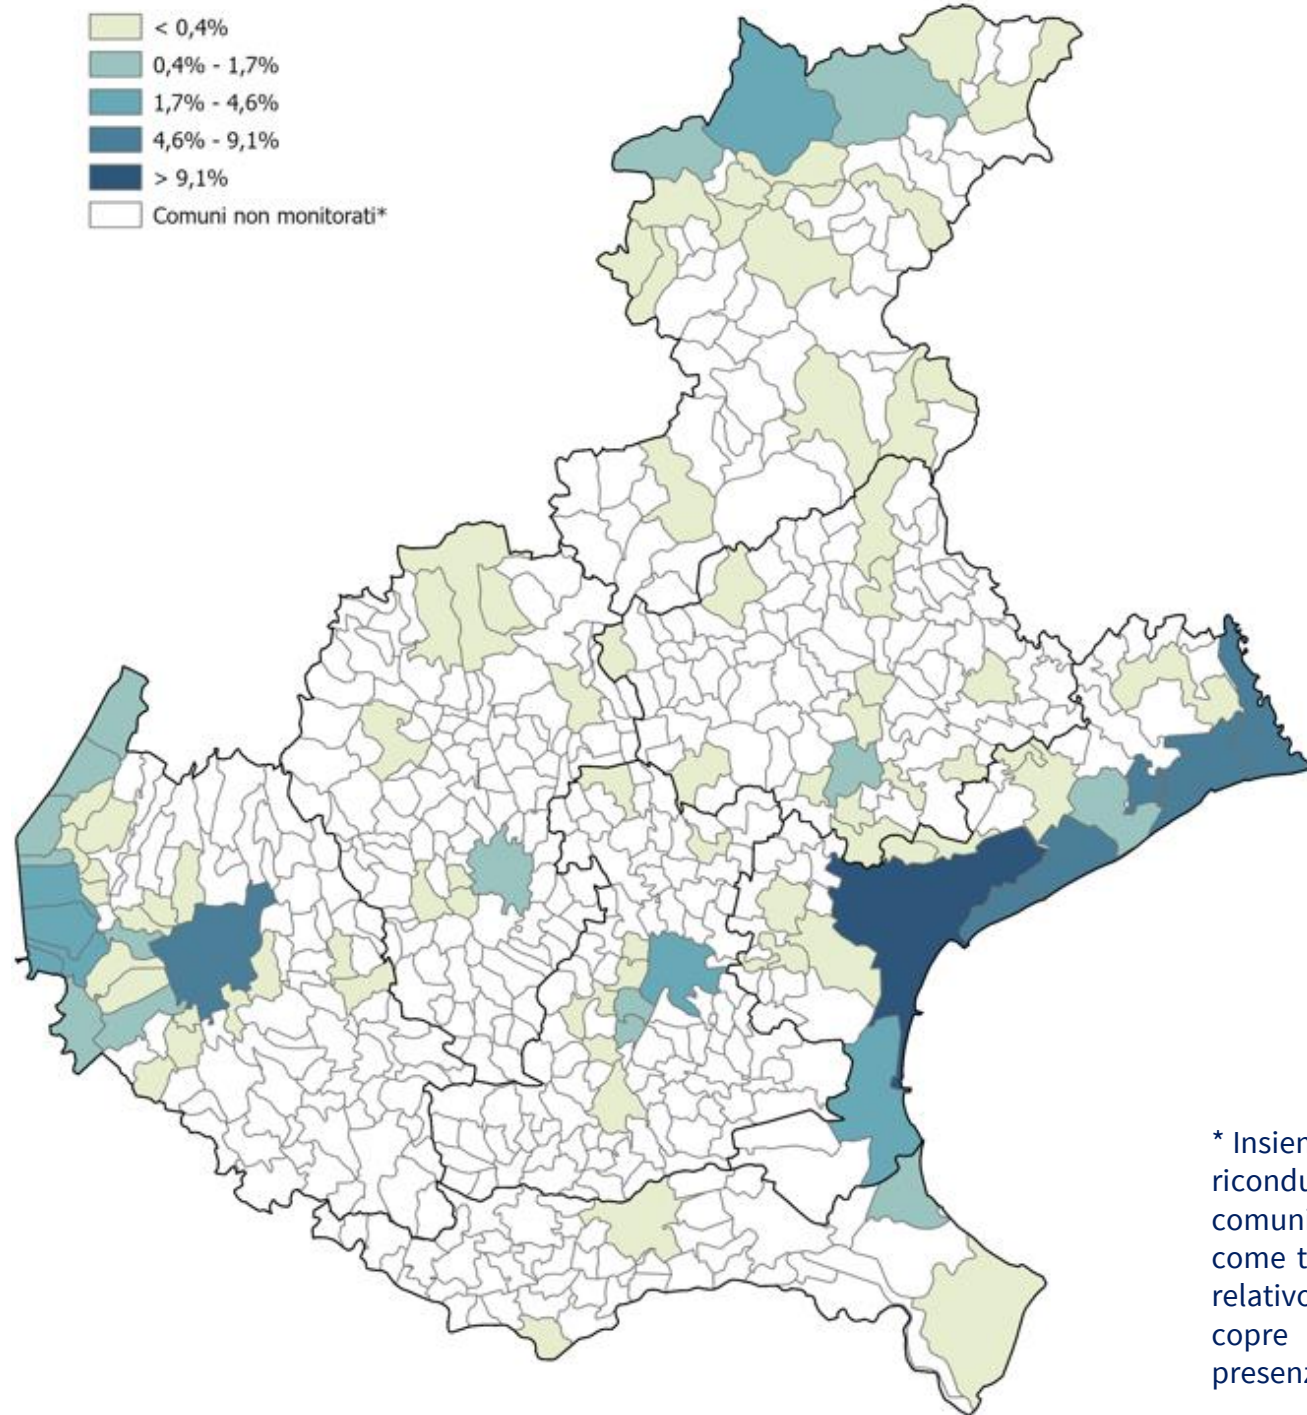 < 0,4%
0,4% - 1,7%
1,7% - 4,6%
4,6% - 9,1%
> 9,1%
Comuni non monitorati*
* Insien
ricondu
comuni
come t
relativo
copre
presenz